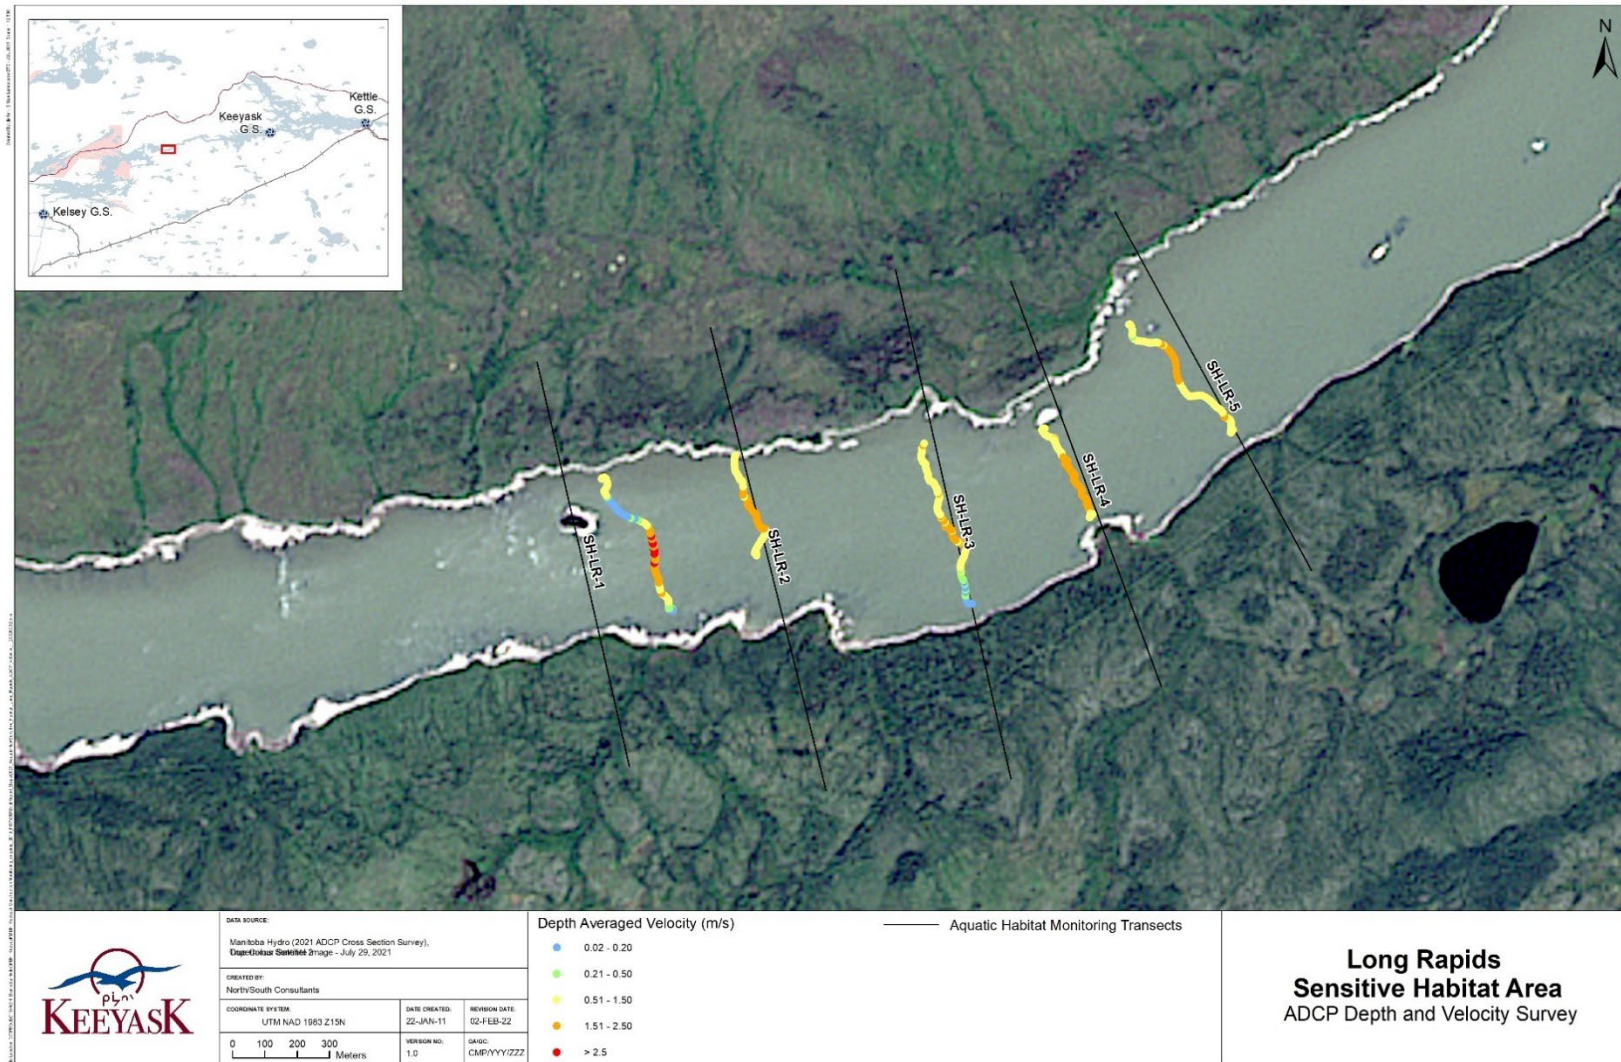 N
Kettle
G.S.
Keeyask
G.S.
Kelsey G.S.
SH-LR-1
SH-LR-2
SH-LR-3
SH-LR-4
SH-LR-5
KEEYASK
DATA SOURCE:
Manitoba Hydro (2021 ADCP Cross Section Survey),
Image - July 29, 2021
CREATED BY:
North/South Consultants
COORDINATE SYSTEM:
UTM NAD 1983 Z15N
DATE CREATED:
22-JAN-11
REVISION DATE:
02-FEB-22
0 100 200 300
Meters
VERSION NO:
1.0
QA/QC:
CMP/YYY/ZZZ
Depth Averaged Velocity (m/s)
0.02 - 0.20
0.21 - 0.50
0.51 - 1.50
1.51 - 2.50
> 2.5
Aquatic Habitat Monitoring Transects
Long Rapids
Sensitive Habitat Area
ADCP Depth and Velocity Survey